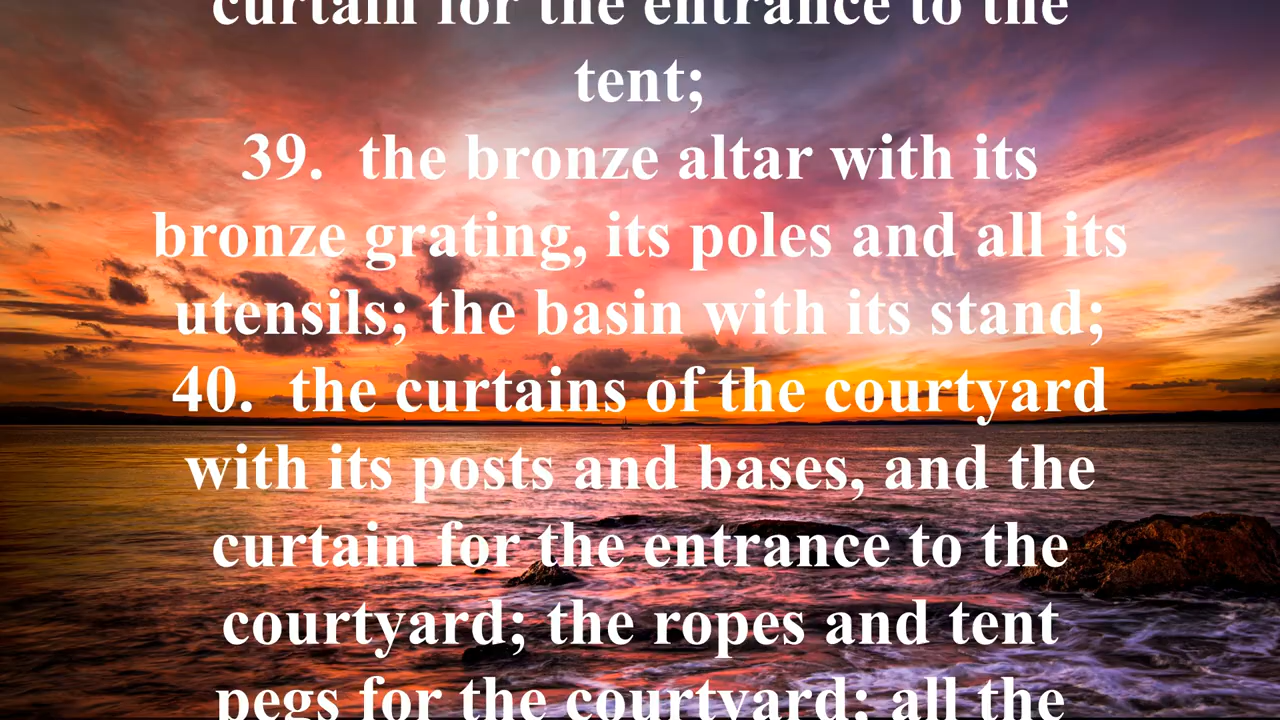 curtain for the entrance to the
tent;
39. the bronze altar with its
bronze grating, its poles and all its
utensils; the basin with its stand;
40. the curtains of the courtyard
with its posts and bases, and the
curtain for the entrance to the
courtyard; the ropes and tent
pegs for the courtyard; all the